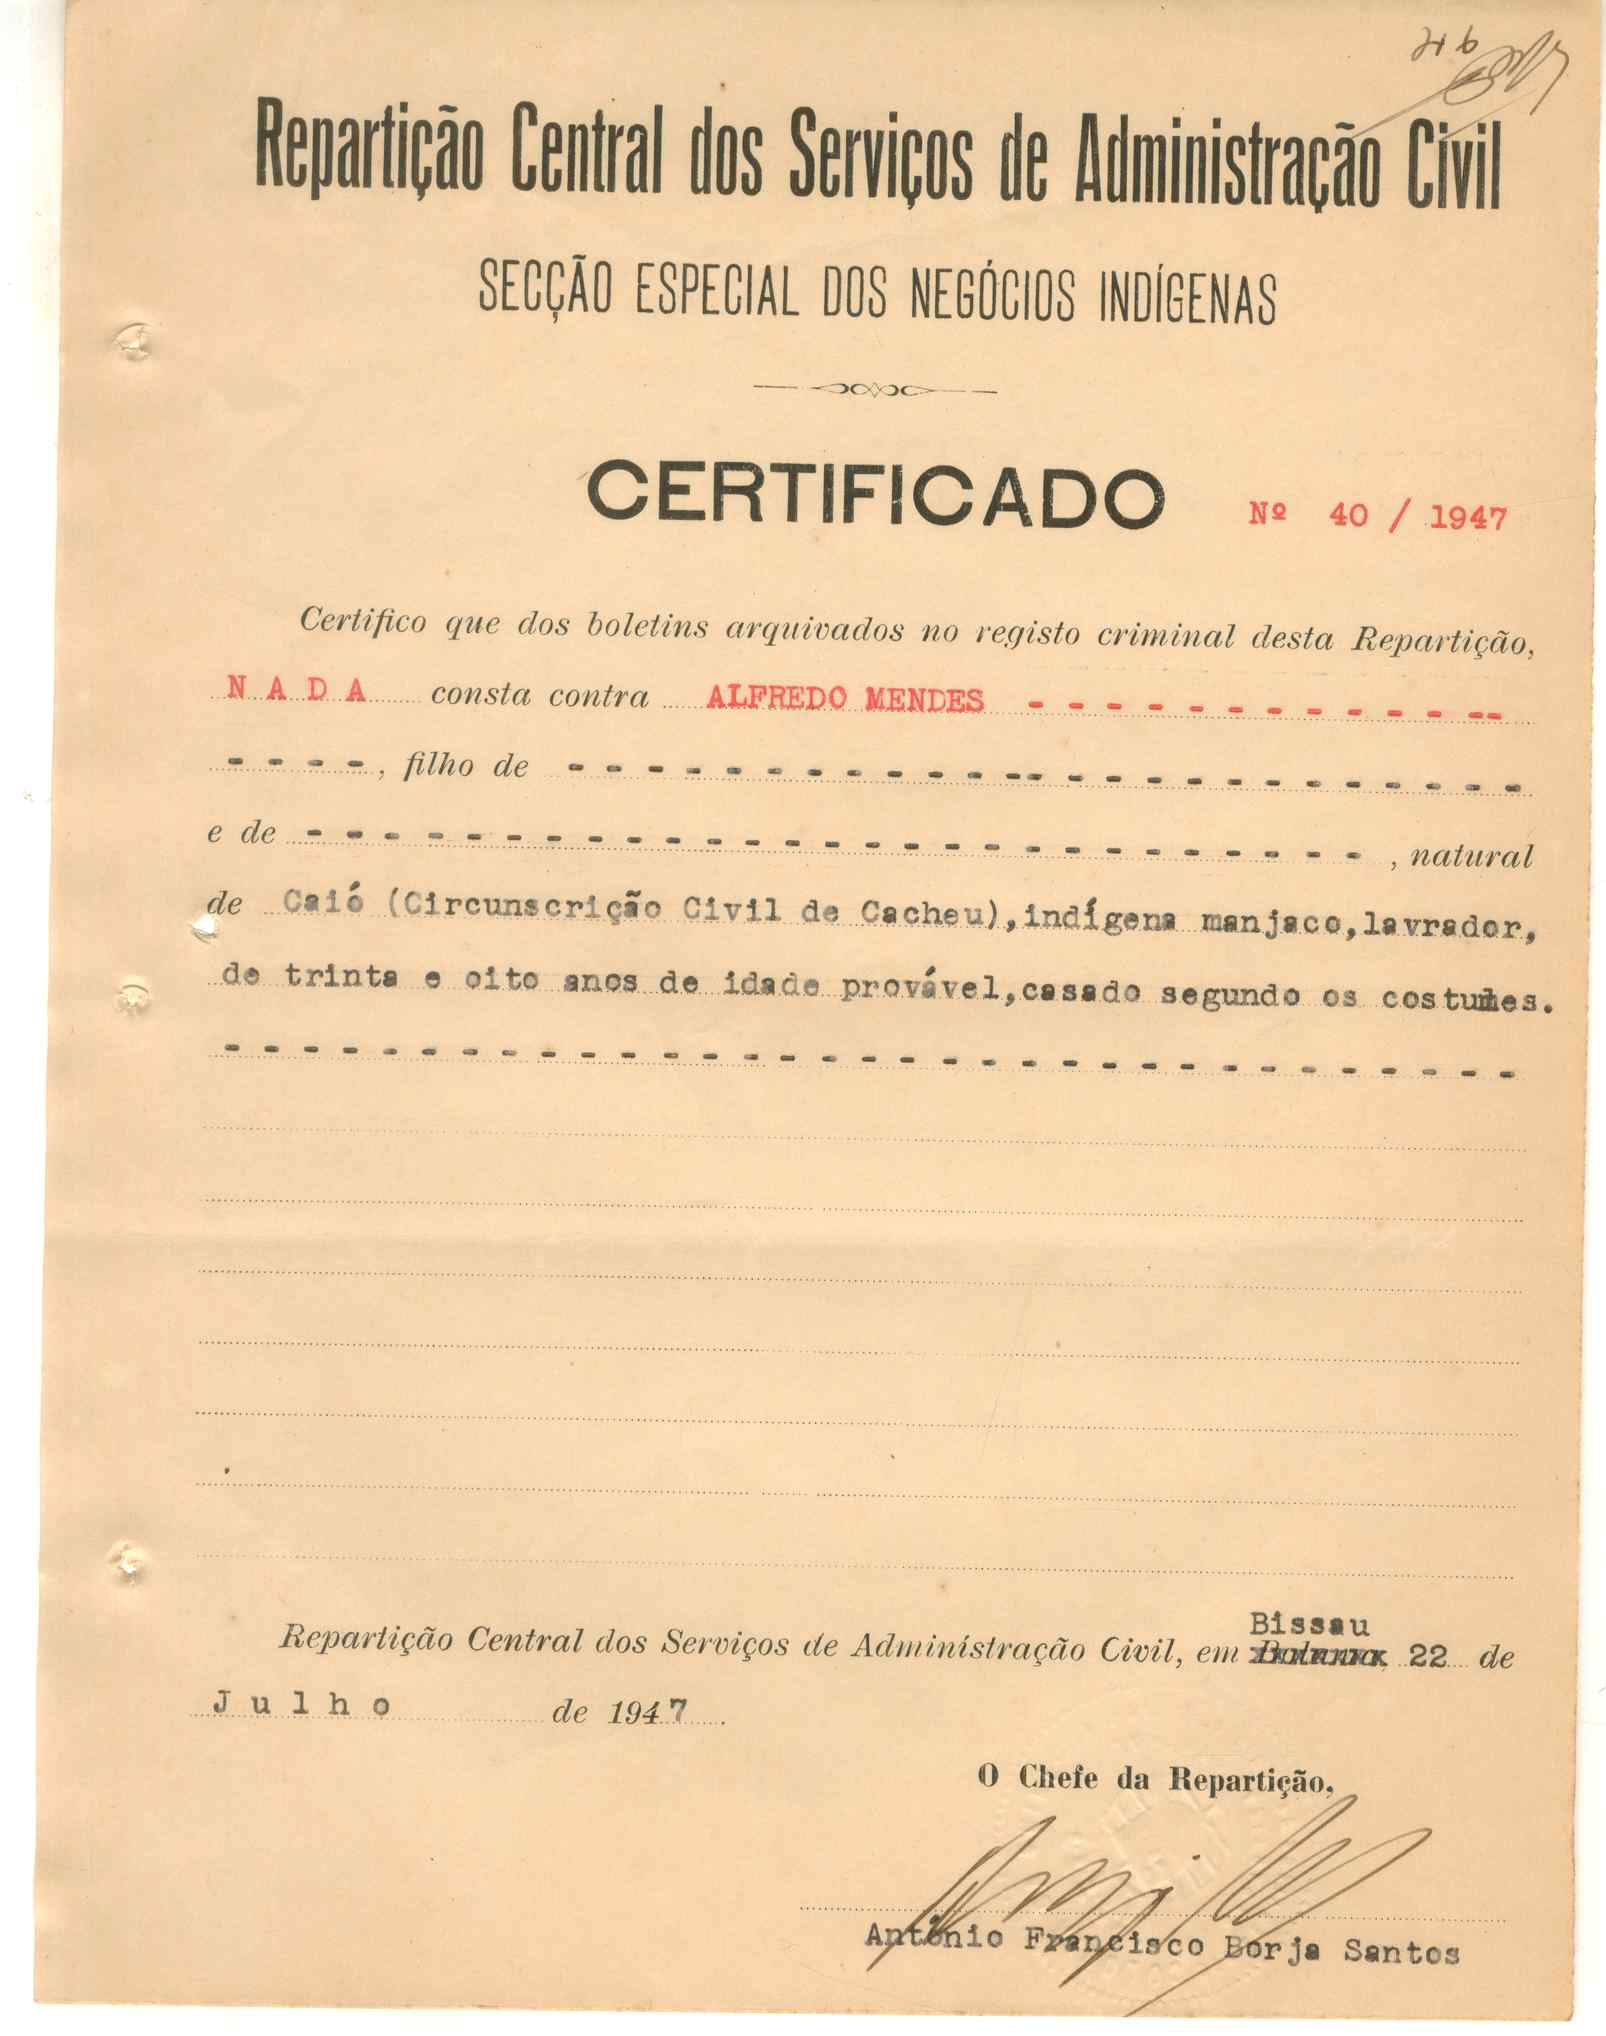 46
Repartição Central dos Serviços de Administração Civil
SECÇÃO ESPECIAL DOS NEGÓCIOS INDÍGENAS
CERTIFICADO Nº 40 / 1947
Certifico que dos boletins arquivados no registo criminal desta Repartição,
N A D A consta contra ALFREDO MENDES - - - - - - - - - - - - --
- - - -, filho de - - - - - - - - - - - -- - - - - - - - - - - - -
e de - - - - - - - - - - - - - - - - - - - - - - - - - - -, natural
de Caió (Circunscrição Civil de Cacheu),indígena manjaco,lavrador,
de trinta e oito anos de idade provável,casado segundo os costumes.
- - - - - - - - - - - - - - - - - - - - - - - - - - - - - - - - -
Bissau
Repartição Central dos Serviços de Administração Civil, em Bolama, 22 de
J u l h o de 1947.
O Chefe da Repartição,
António Francisco Borja Santos